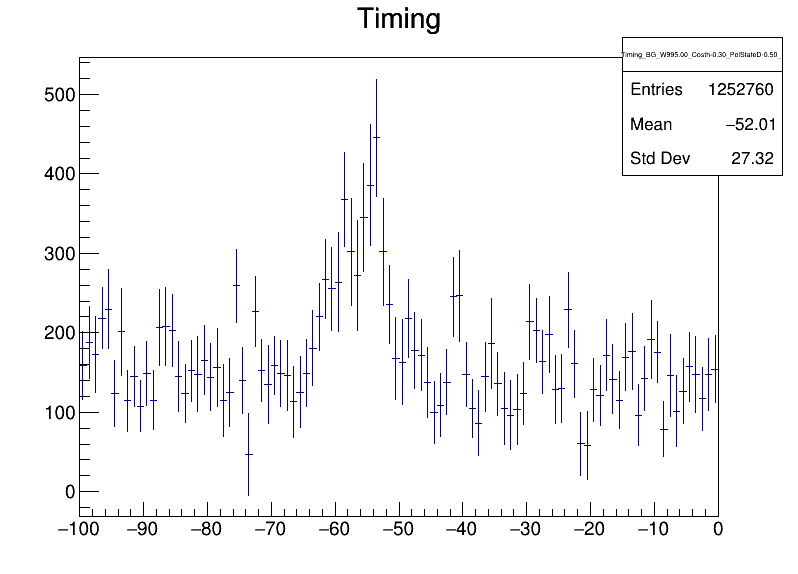 Timing
Timing_BG_W995.00_Costh-0.30_PolStateD-0.50_
Entries 1252760
Mean −52.01
Std Dev 27.32
500
400
300
200
100
0
−100 −90 −80 −70 −60 −50 −40 −30 −20 −10 0